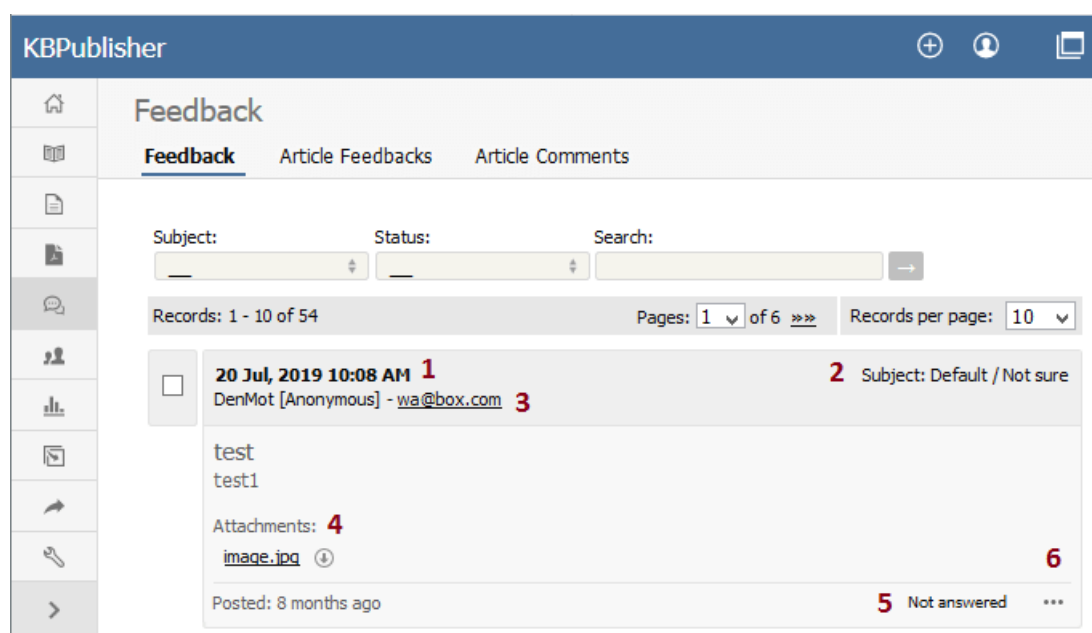 KBPublisher
Feedback
Feedback Article Feedbacks Article Comments
Subject: Status: Search:
__ __ →
Records: 1 - 10 of 54 Pages: 1 of 6 »» Records per page: 10
20 Jul, 2019 10:08 AM 1 2 Subject: Default / Not sure
DenMot [Anonymous] - wa@box.com 3
test
test1
Attachments: 4
image.jpg 6
Posted: 8 months ago 5 Not answered ...